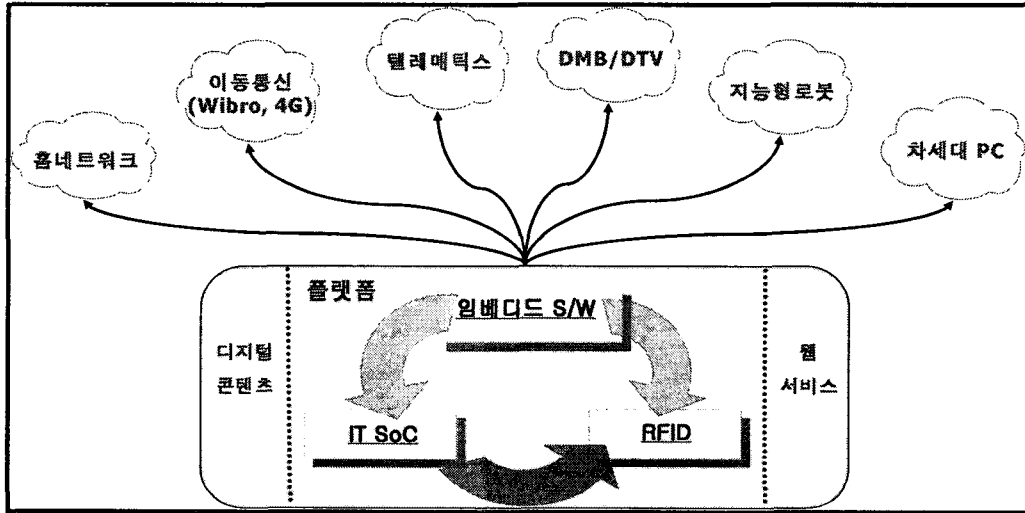 텔레매틱스
DMB/DTV
이동통신
(Wibro, 4G)
지능형로봇
홈네트워크
차세대 PC
플랫폼
임베디드 S/W
디지털
콘텐츠
웹
서비스
IT SoC
RFID